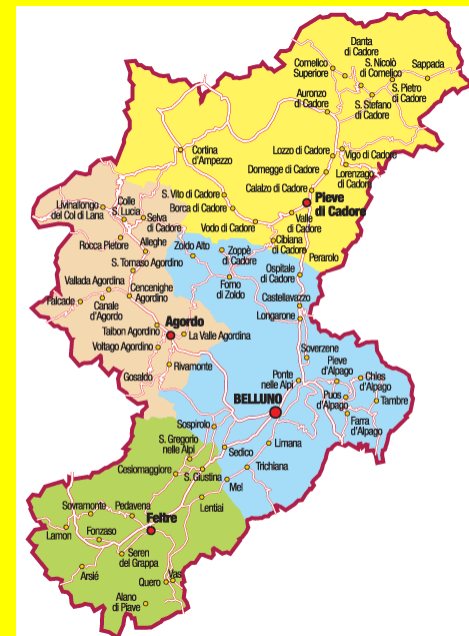 Danta
di Cadore
Comelico
Superiore
S. Nicolò
di Comelico
Sappada
S. Pietro
di Cadore
S. Stefano
di Cadore
Auronzo
di Cadore
Cortina
d'Ampezzo
Lozzo di Cadore
Vigo di Cadore
Domegge di Cadore
Lorenzago
di Cadore
Calalzo di Cadore
Pieve
di Cadore
S. Vito di Cadore
Borca di Cadore
Valle
di Cadore
Vodo di Cadore
Cibiana
di Cadore
Perarolo
Livinallongo
del Col di Lana
Colle
S. Lucia
Selva
di Cadore
Rocca Pietore
Alleghe
Zoldo Alto
Zoppè
di Cadore
S. Tomaso Agordino
Ospitale
di Cadore
Vallada Agordina
Cencenighe
Agordino
Forno
di Zoldo
Falcade
Canale
d'Agordo
Castellavazzo
Longarone
Taibon Agordino
Agordo
La Valle Agordina
Voltago Agordino
Soverzene
Rivamonte
Gosaldo
Ponte
nelle Alpi
Pieve
d'Alpago
Chies
d'Alpago
Puos
d'Alpago
Tambre
BELLUNO
Farra
d'Alpago
Sospirolo
S. Gregorio
nelle Alpi
Sedico
Limana
Cesiomaggiore
S. Giustina
Trichiana
Mel
Lentiai
Sovramonte
Pedavena
Feltre
Lamon
Fonzaso
Seren
del Grappa
Arsié
Quero
Vas
Alano
di Piave